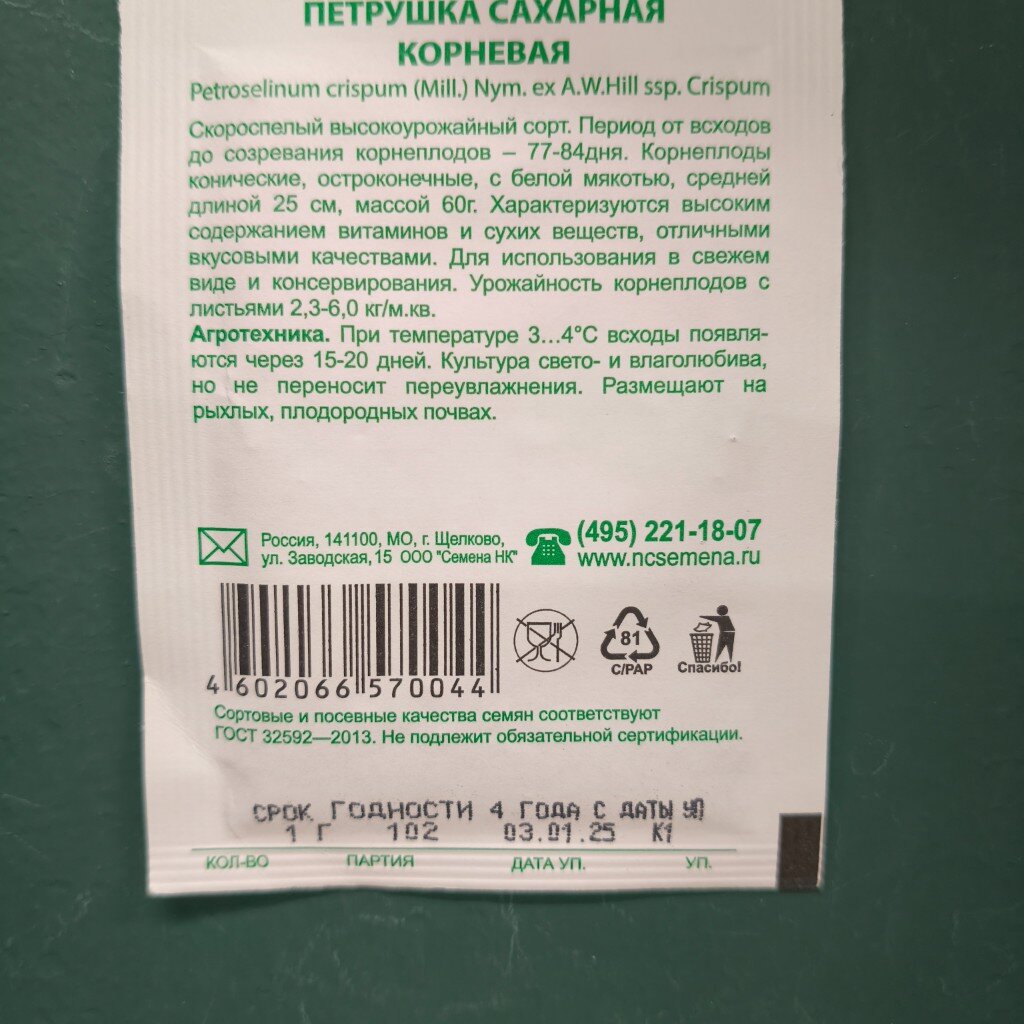 ПЕТРУШКА САХАРНАЯ
КОРНЕВАЯ
Petroselinum crispum (Mill.) Nym. ex A.W.Hill ssp. Crispum
Скороспелый высокоурожайный сорт. Период от всходов
до созревания корнеплодов – 77-84дня. Корнеплоды
конические, остроконечные, с белой мякотью, средней
длиной 25 см, массой 60г. Характеризуются высоким
содержанием витаминов и сухих веществ, отличными
вкусовыми качествами. Для использования в свежем
виде и консервирования. Урожайность корнеплодов с
листьями 2,3-6,0 кг/м.кв.
Агротехника. При температуре 3...4°С всходы появля-
ются через 15-20 дней. Культура свето- и влаголюбива,
но не переносит переувлажнения. Размещают на
рыхлых, плодородных почвах.
Россия, 141100, МО, г. Щелково,
ул. Заводская,15 ООО "Семена НК"
(495) 221-18-07
www.ncsemena.ru
81
C/PAP
Спасибо!
4 602066 570044
Сортовые и посевные качества семян соответствуют
ГОСТ 32592—2013. Не подлежит обязательной сертификации.
СРОК ГОДНОСТИ 4 ГОДА С ДАТЫ УП
1 Г 102 03.01.25 К1
КОЛ-ВО ПАРТИЯ ДАТА УП. УП.